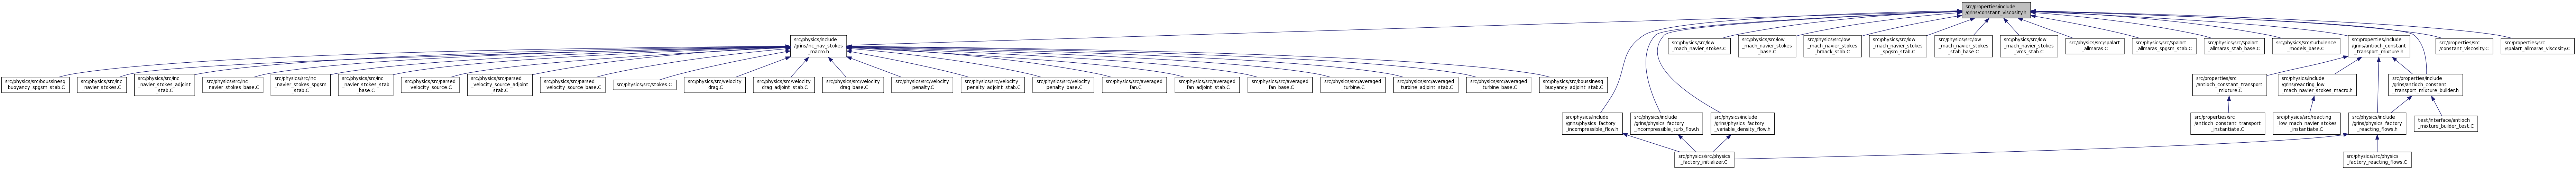 src/properties/include
/grins/constant_viscosity.h
src/physics/include
/grins/inc_nav_stokes
_macro.h
src/physics/src/low
_mach_navier_stokes.C
src/physics/src/low
_mach_navier_stokes
_base.C
src/physics/src/low
_mach_navier_stokes
_braack_stab.C
src/physics/src/low
_mach_navier_stokes
_spgsm_stab.C
src/physics/src/low
_mach_navier_stokes
_stab_base.C
src/physics/src/low
_mach_navier_stokes
_vms_stab.C
src/physics/src/spalart
_allmaras.C
src/physics/src/spalart
_allmaras_spgsm_stab.C
src/physics/src/spalart
_allmaras_stab_base.C
src/physics/src/turbulence
_models_base.C
src/properties/include
/grins/antioch_constant
_transport_mixture.h
src/properties/src
/constant_viscosity.C
src/properties/src
/spalart_allmaras_viscosity.C
src/physics/src/boussinesq
_buoyancy_spgsm_stab.C
src/physics/src/inc
_navier_stokes.C
src/physics/src/inc
_navier_stokes_adjoint
_stab.C
src/physics/src/inc
_navier_stokes_base.C
src/physics/src/inc
_navier_stokes_spgsm
_stab.C
src/physics/src/inc
_navier_stokes_stab
_base.C
src/physics/src/parsed
_velocity_source.C
src/physics/src/parsed
_velocity_source_adjoint
_stab.C
src/physics/src/parsed
_velocity_source_base.C
src/physics/src/stokes.C
src/physics/src/velocity
_drag.C
src/physics/src/velocity
_drag_adjoint_stab.C
src/physics/src/velocity
_drag_base.C
src/physics/src/velocity
_penalty.C
src/physics/src/velocity
_penalty_adjoint_stab.C
src/physics/src/velocity
_penalty_base.C
src/physics/src/averaged
_fan.C
src/physics/src/averaged
_fan_adjoint_stab.C
src/physics/src/averaged
_fan_base.C
src/physics/src/averaged
_turbine.C
src/physics/src/averaged
_turbine_adjoint_stab.C
src/physics/src/averaged
_turbine_base.C
src/physics/src/boussinesq
_buoyancy_adjoint_stab.C
src/properties/src
/antioch_constant_transport
_mixture.C
src/physics/include
/grins/reacting_low
_mach_navier_stokes_macro.h
src/properties/include
/grins/antioch_constant
_transport_mixture_builder.h
src/physics/include
/grins/physics_factory
_incompressible_flow.h
src/physics/include
/grins/physics_factory
_incompressible_turb_flow.h
src/physics/include
/grins/physics_factory
_variable_density_flow.h
src/properties/src
/antioch_constant_transport
_instantiate.C
src/physics/src/reacting
_low_mach_navier_stokes
_instantiate.C
src/physics/include
/grins/physics_factory
_reacting_flows.h
test/interface/antioch
_mixture_builder_test.C
src/physics/src/physics
_factory_initializer.C
src/physics/src/physics
_factory_reacting_flows.C